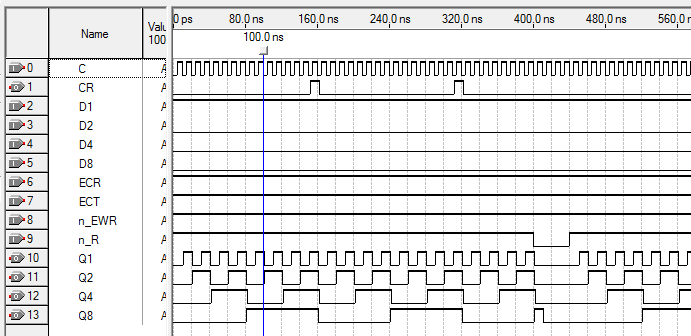 Name
Valu
100
0 ps
80.0 ns
160.0 ns
240.0 ns
320.0 ns
400.0 ns
480.0 ns
560.0 n
100.0 ns
0 C A
1 CR A
2 D1 A
3 D2 A
4 D4 A
5 D8 A
6 ECR A
7 ECT A
8 n_EWR A
9 n_R A
10 Q1 A
11 Q2 A
12 Q4 A
13 Q8 A